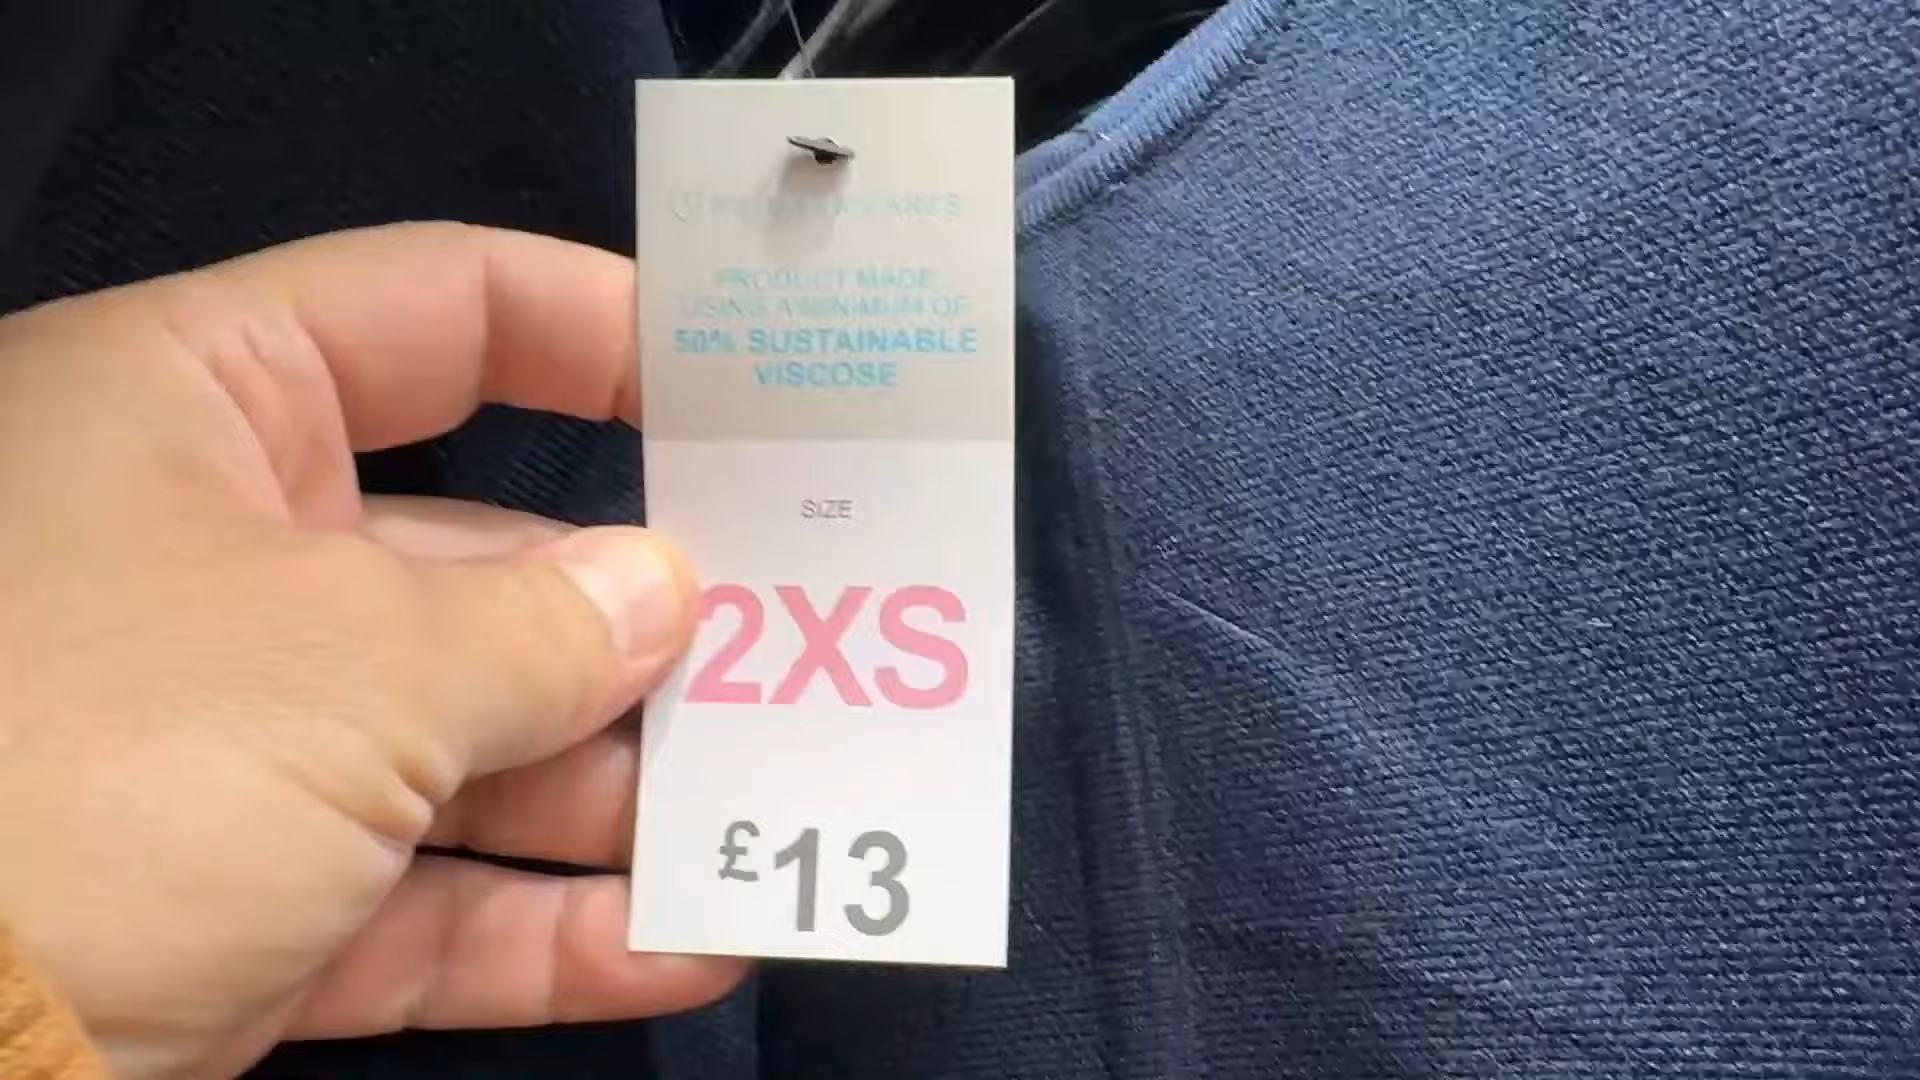 PRODUCT MADE
USING A MINIMUM OF
50% SUSTAINABLE
VISCOSE
SIZE
2XS
£13